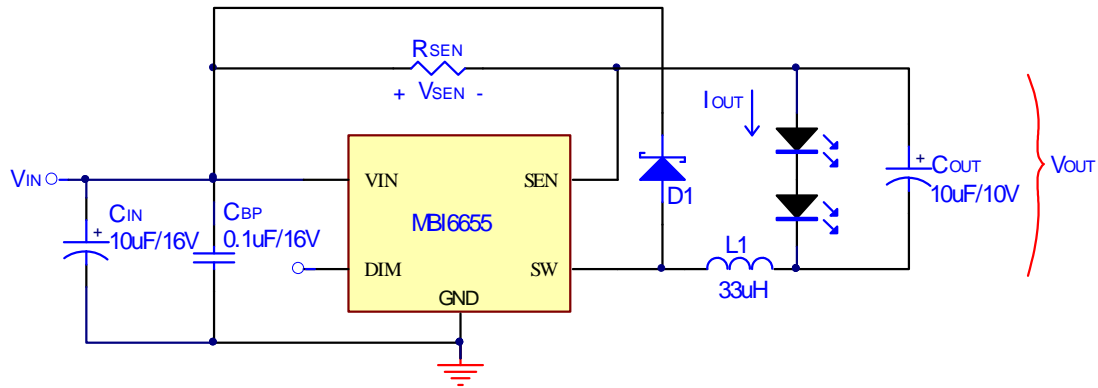 RSEN
+ VSEN -
IOUT
VIN
VIN
SEN
COUT
10uF/10V
VOUT
D1
CIN
+
10uF/16V
CBP
0.1uF/16V
MBI6655
DIM
SW
L1
33uH
GND
+